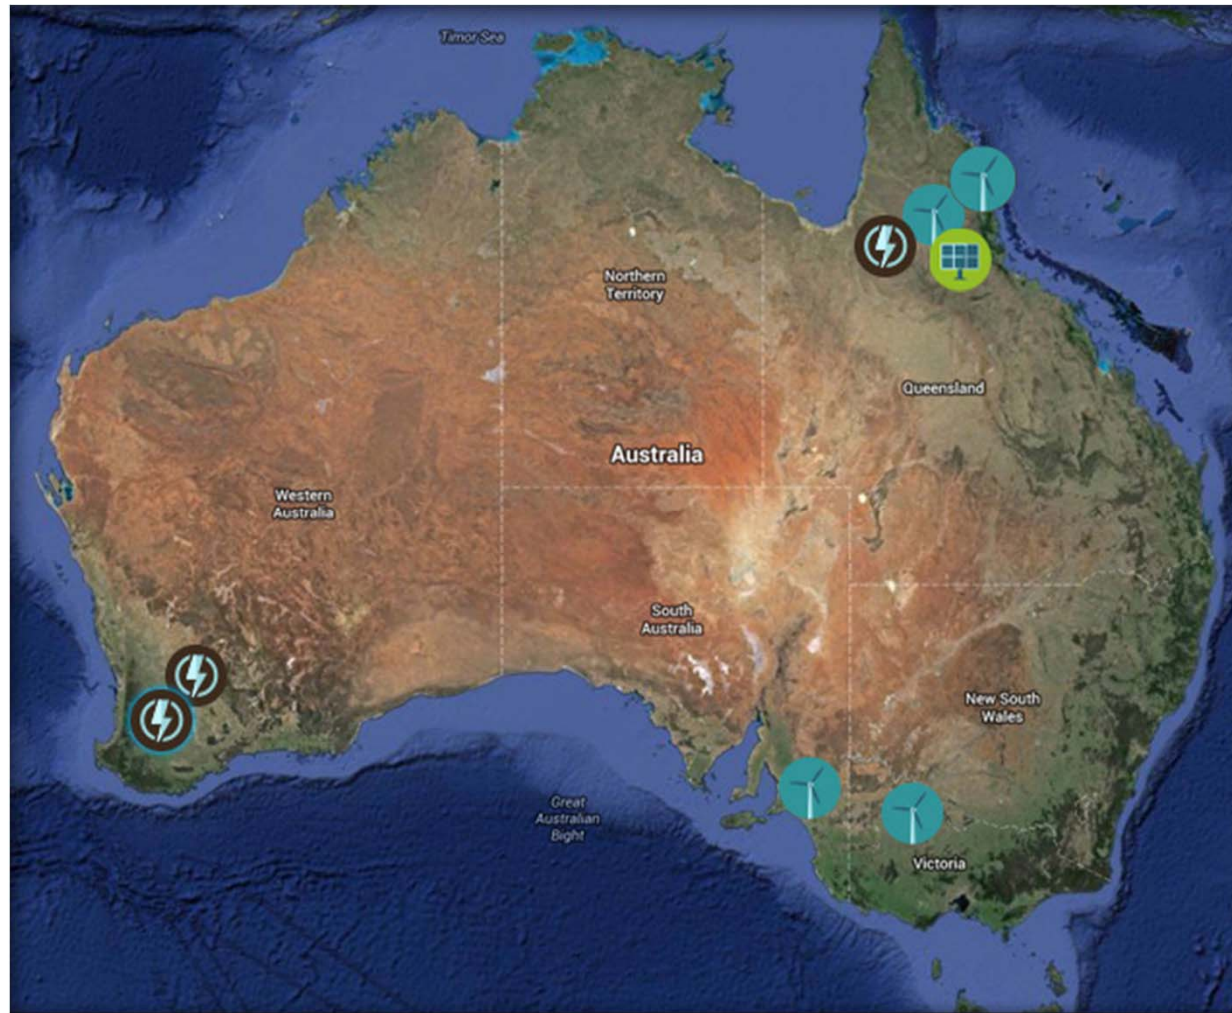 Timor Sea
Northern
Territory
Queensland
Australia
Western
Australia
South
Australia
New South
Wales
Great
Australian
Bight
Victoria